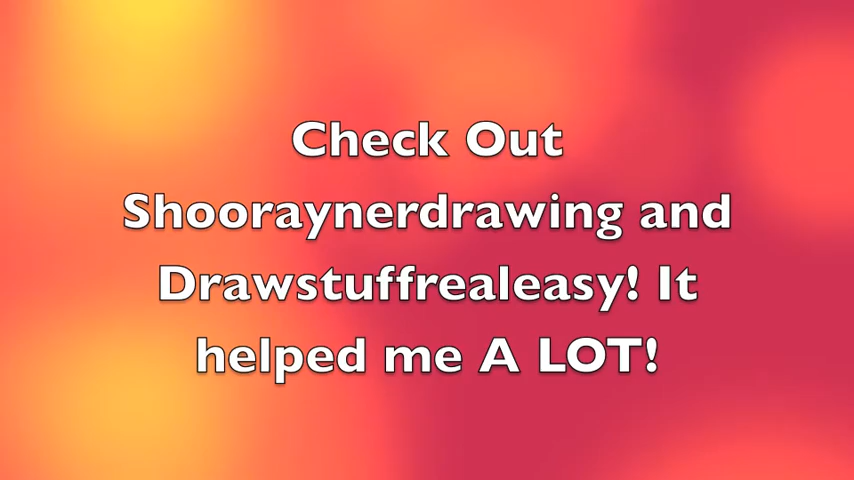 Check Out
Shooraynerdrawing and
Drawstuffrealeasy! It
helped me A LOT!